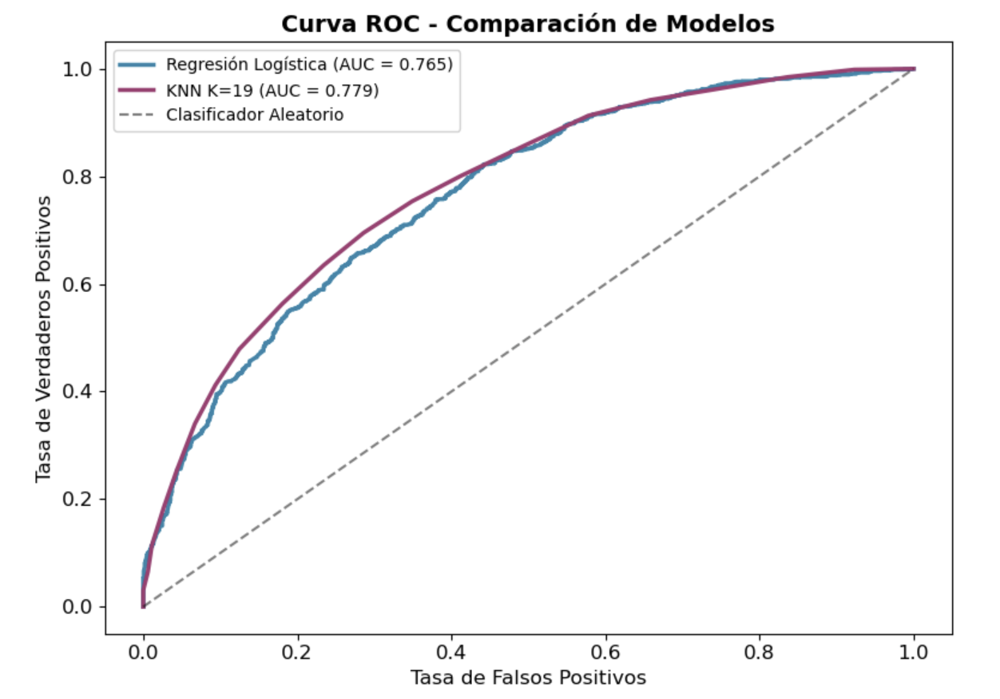 Curva ROC - Comparación de Modelos
Regresión Logística (AUC = 0.765)
KNN K=19 (AUC = 0.779)
Clasificador Aleatorio
Tasa de Verdaderos Positivos
1.0
0.8
0.6
0.4
0.2
0.0
0.0 0.2 0.4 0.6 0.8 1.0
Tasa de Falsos Positivos